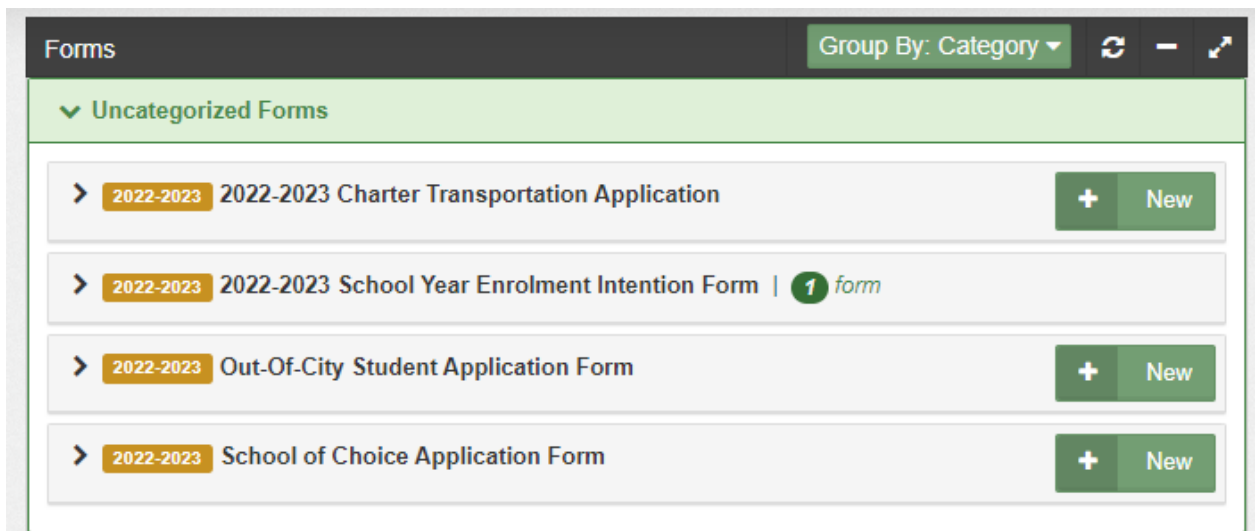 Forms Group By: Category
Uncategorized Forms
2022-2023 2022-2023 Charter Transportation Application + New
2022-2023 2022-2023 School Year Enrolment Intention Form | 1 form
2022-2023 Out-Of-City Student Application Form + New
2022-2023 School of Choice Application Form + New